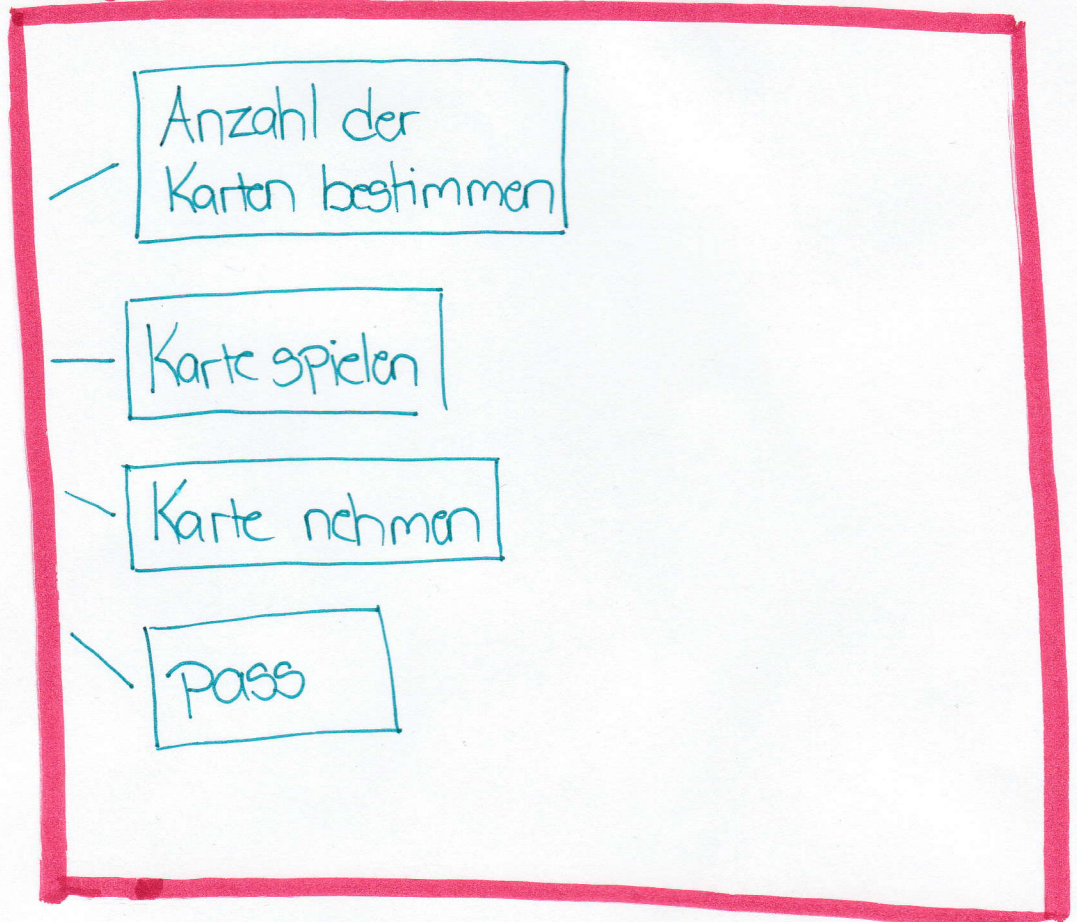 Anzahl der
Karten bestimmen
Karte spielen
Karte nehmen
pass